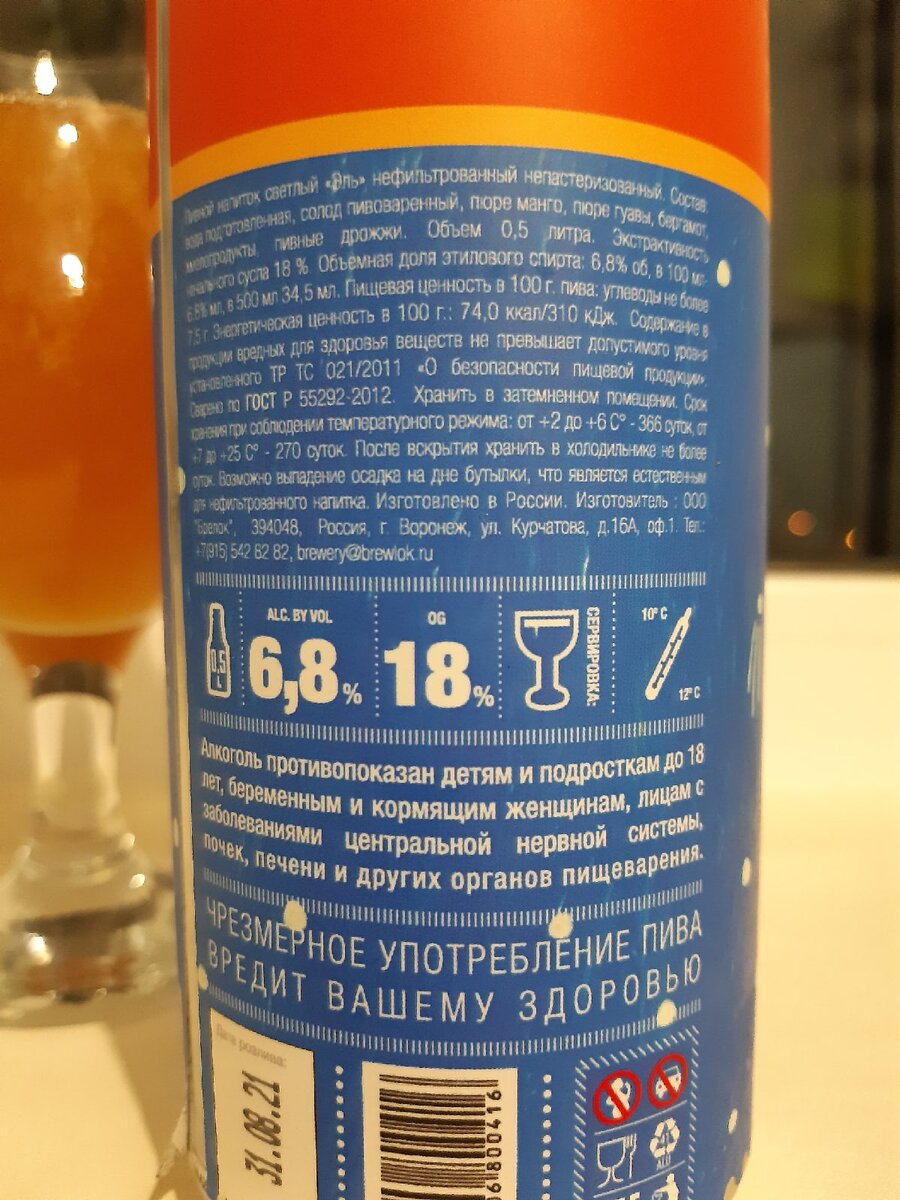 Пивной напиток светлый «Эль» нефильтрованный непастеризованный. Состав:
вода подготовленная, солод пивоваренный, пюре манго, пюре гуавы, бергамот,
хмелепродукты, пивные дрожжи. Объем 0,5 литра. Экстрактивность
начального сусла 18 %. Объемная доля этилового спирта: 6,8% об, в 100 мл-
6,8% мл, в 500 мл 34,5 мл. Пищевая ценность в 100 г. пива: углеводы не более
7,5 г. Энергетическая ценность в 100 г.: 74,0 ккал/310 кДж. Содержание в
продукции вредных для здоровья веществ не превышает допустимого уровня
установленного ТР ТС 021/2011 «О безопасности пищевой продукции».
Сварено по ГОСТ Р 55292-2012. Хранить в затемненном помещении. Срок
хранения при соблюдении температурного режима: от +2 до +6 С° - 366 суток, от
+7 до +25 С° - 270 суток. После вскрытия хранить в холодильнике не более
суток. Возможно выпадение осадка на дне бутылки, что является естественным
для нефильтрованного напитка. Изготовлено в России. Изготовитель : ООО
"Брелок", 394048, Россия, г. Воронеж, ул. Курчатова, д.16А, оф.1. Тел.:
+7(915) 542 82 82, brewery@brewlok.ru
0,5 L
ALC. BY VOL
6,8%
OG
18%
СЕРВИРОВКА:
10° C
12° C
Алкоголь противопоказан детям и подросткам до 18
лет, беременным и кормящим женщинам, лицам с
заболеваниями центральной нервной системы,
почек, печени и других органов пищеварения.
ЧРЕЗМЕРНОЕ УПОТРЕБЛЕНИЕ ПИВА
ВРЕДИТ ВАШЕМУ ЗДОРОВЬЮ
Дата розлива:
31.08.21
6800416
41
ALU